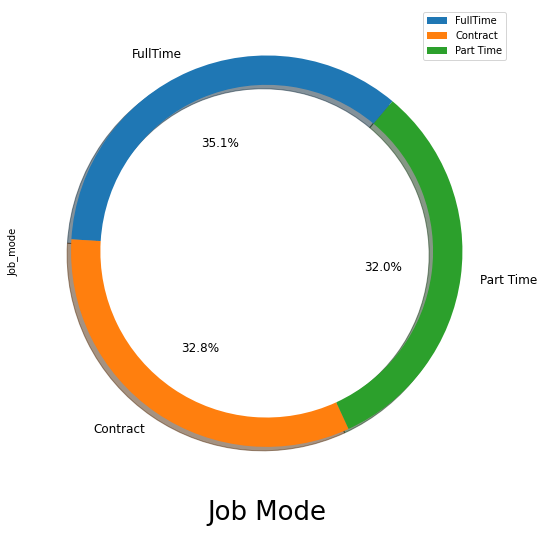 FullTime
Contract
Part Time
FullTime
35.1%
Job_mode
32.0%
Part Time
32.8%
Contract
Job Mode